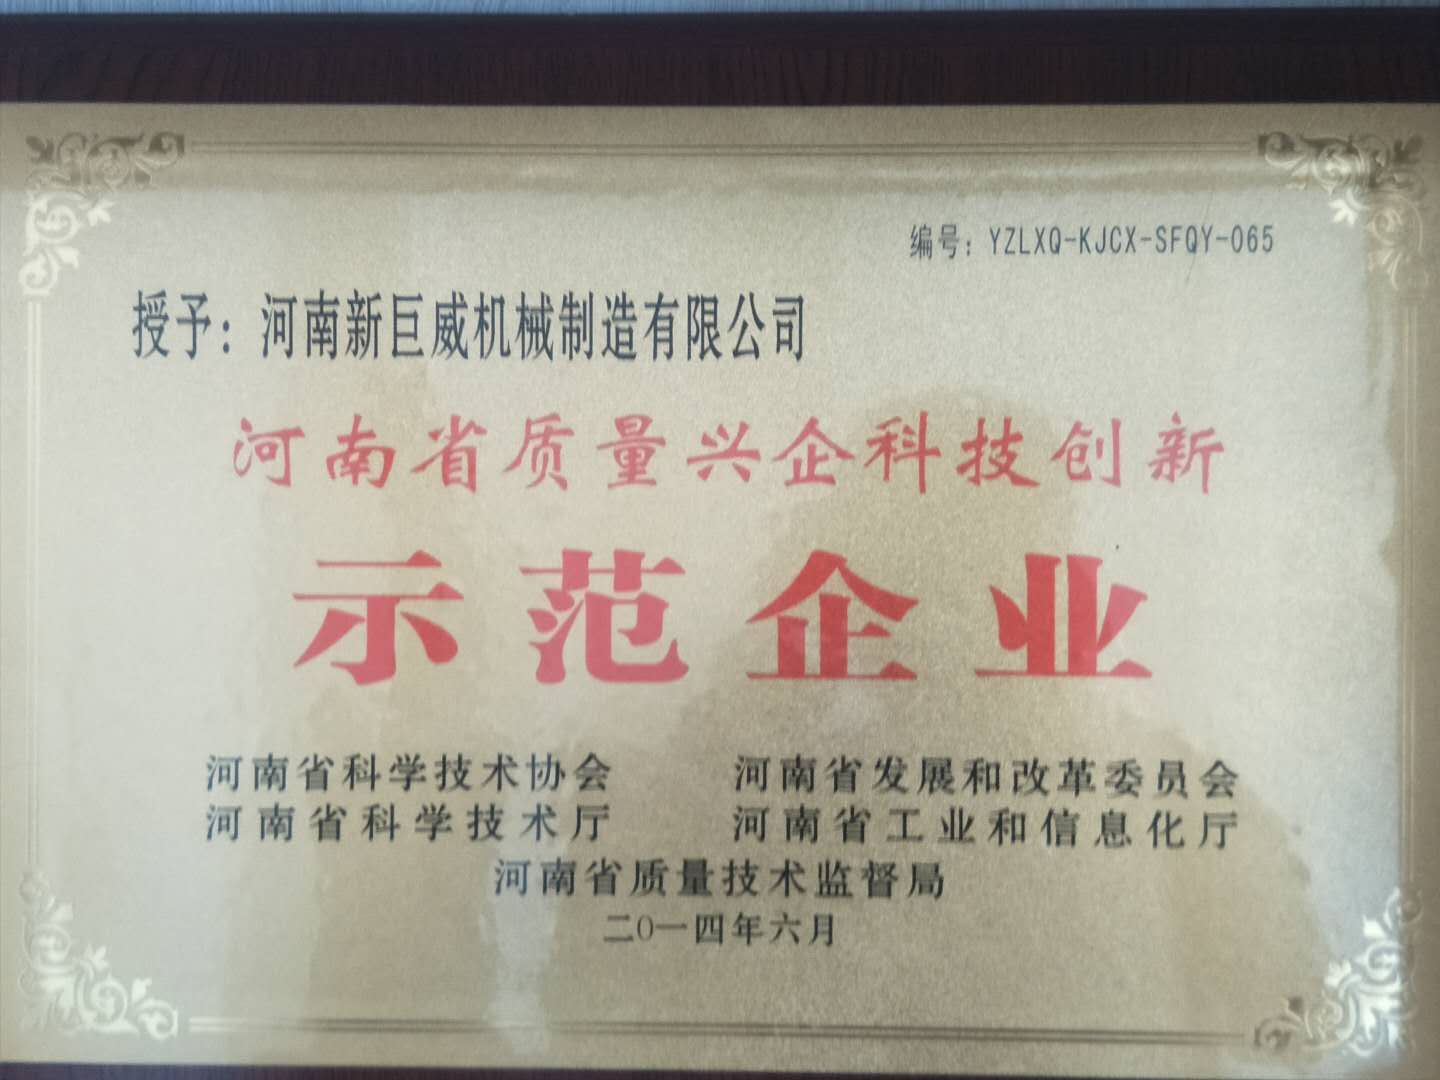 编号：YZLXQ-KJCX-SFQY-065
授予：河南新巨威机械制造有限公司
河南省质量兴企科技创新
示范企业
河南省科学技术协会 河南省发展和改革委员会
河南省科学技术厅 河南省工业和信息化厅
河南省质量技术监督局
二〇一四年六月